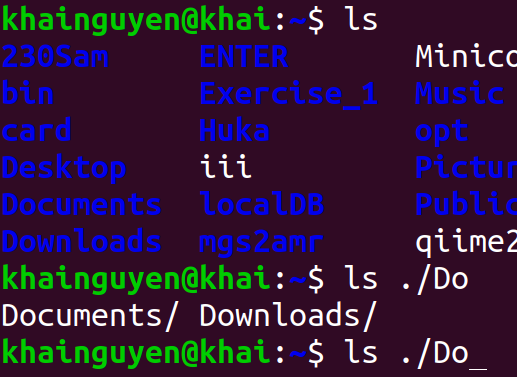 khainguyen@khai:~$ ls
230Sam ENTER Minico
bin Exercise_1 Music
card Huka opt
Desktop iii Pictur
Documents localDB Public
Downloads mgs2amr qiime2
khainguyen@khai:~$ ls ./Do
Documents/ Downloads/
khainguyen@khai:~$ ls ./Do_